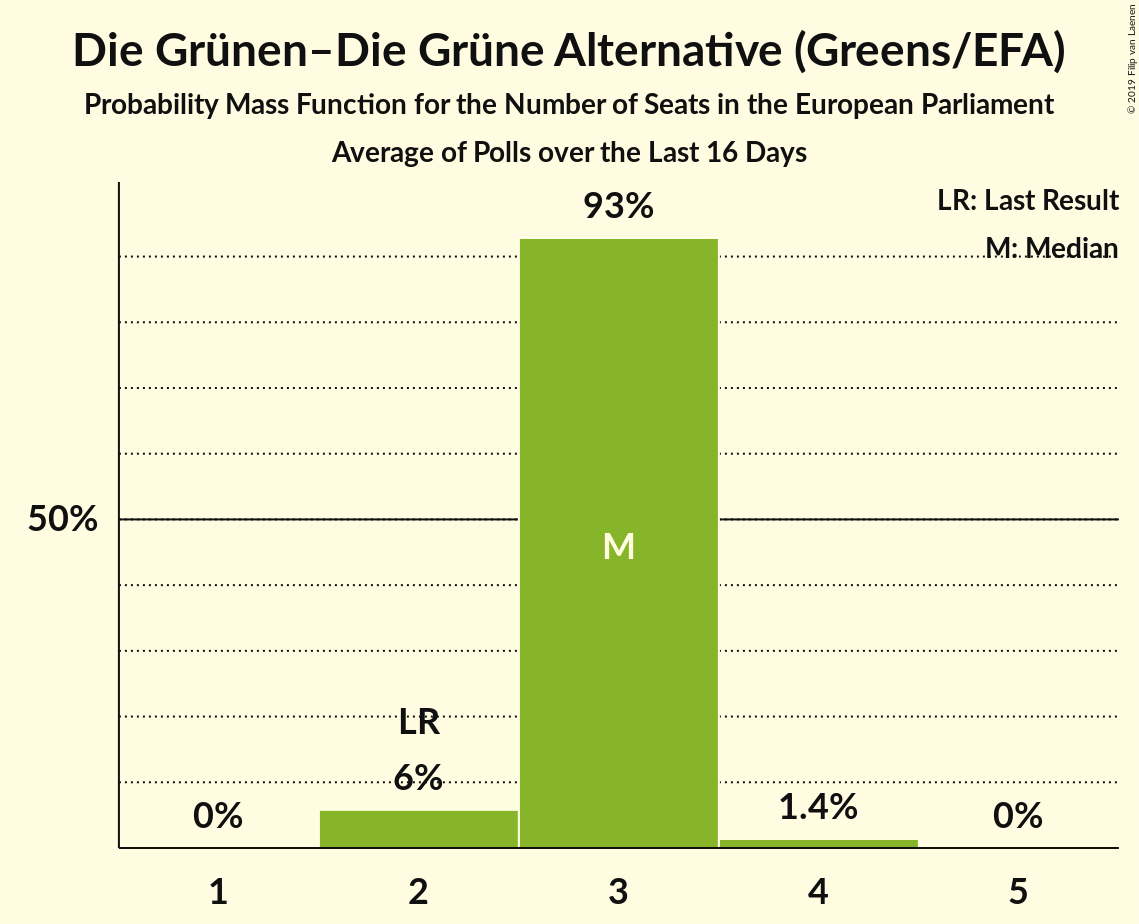 Die Grünen–Die Grüne Alternative (Greens/EFA)
Probability Mass Function for the Number of Seats in the European Parliament
Average of Polls over the Last 16 Days
© 2019 Filip van Laenen
LR: Last Result
M: Median
93%
50%
M
LR
6%
0%
1.4%
0%
1 2 3 4 5